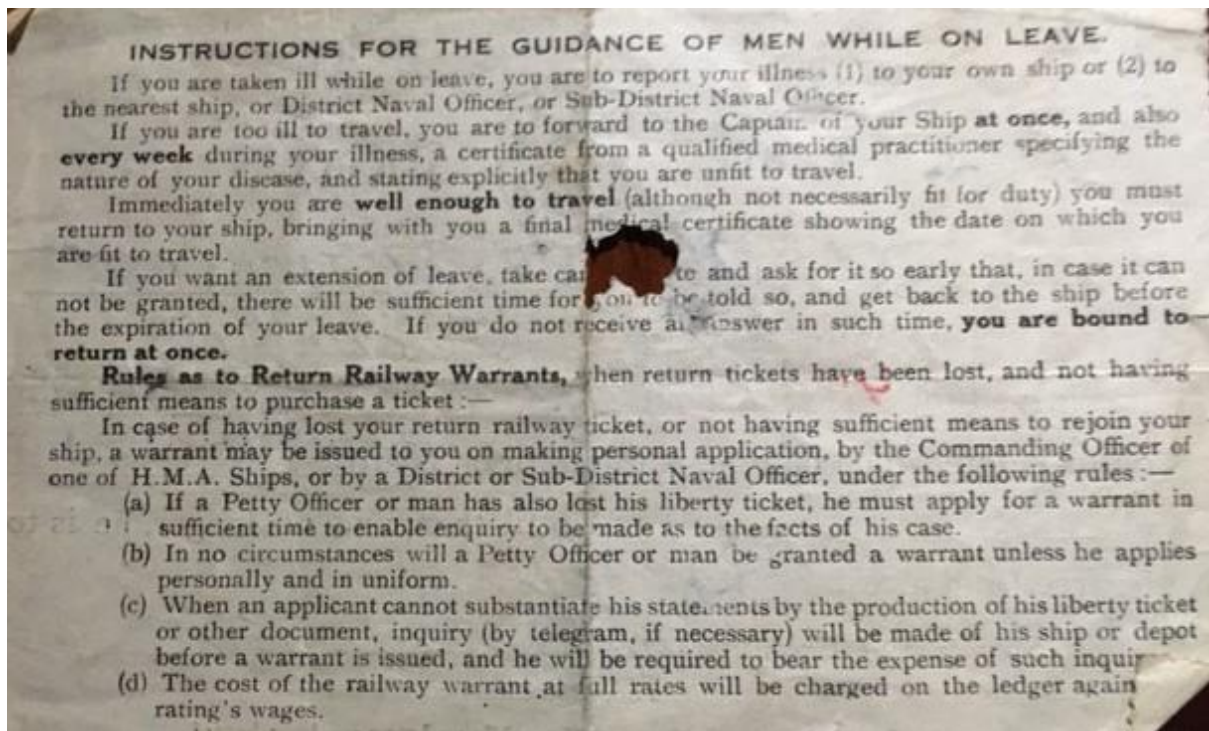 INSTRUCTIONS FOR THE GUIDANCE OF MEN WHILE ON LEAVE.
If you are taken ill while on leave, you are to report your illness (1) to your own ship or (2) to
the nearest ship, or District Naval Officer, or Sub-District Naval Officer.
If you are too ill to travel, you are to forward to the Captain of your Ship at once, and also
every week during your illness, a certificate from a qualified medical practitioner specifying the
nature of your disease, and stating explicitly that you are unfit to travel.
Immediately you are well enough to travel (although not necessarily fit for duty) you must
return to your ship, bringing with you a final medical certificate showing the date on which you
are fit to travel.
If you want an extension of leave, take and ask for it so early that, in case it can
not be granted, there will be sufficient time for you to be told so, and get back to the ship before
the expiration of your leave. If you do not receive an answer in such time, you are bound to
return at once.
Rules as to Return Railway Warrants, when return tickets have been lost, and not having
sufficient means to purchase a ticket :—
In case of having lost your return railway ticket, or not having sufficient means to rejoin your
ship, a warrant may be issued to you on making personal application, by the Commanding Officer of
one of H.M.A. Ships, or by a District or Sub-District Naval Officer, under the following rules :—
(a) If a Petty Officer or man has also lost his liberty ticket, he must apply for a warrant in
sufficient time to enable enquiry to be made as to the facts of his case.
(b) In no circumstances will a Petty Officer or man be granted a warrant unless he applies
personally and in uniform.
(c) When an applicant cannot substantiate his statements by the production of his liberty ticket
or other document, inquiry (by telegram, if necessary) will be made of his ship or depot
before a warrant is issued, and he will be required to bear the expense of such
(d) The cost of the railway warrant at full rates will be charged on the ledger
rating's wages.